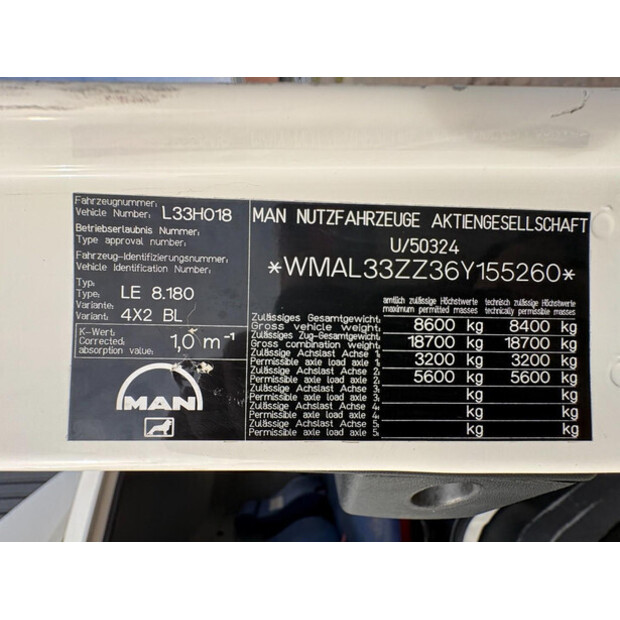 Fahrzeugnummer:
Vehicle Number: L33H018
Betriebserlaubnis Nummer:
Type approval number:
Fahrzeug-Identifizierungsnummer:
Vehicle Identification Number:
Typ:
Type: LE 8.180
Variante:
Variant: 4X2 BL
K-Wert:
Corrected absorption value: 1,0 m⁻¹
MAN
MAN NUTZFAHRZEUGE AKTIENGESELLSCHAFT
U/50324
*WMAL33ZZ36Y155260*
amtlich zulässige Höchstwerte technisch zulässige Höchstwerte
maximum permitted masses technically permissible masses
Zulässiges Gesamtgewicht:
Gross vehicle weight: 8600 kg 8400 kg
Zulässiges Zug-Gesamtgewicht:
Gross combination weight: 18700 kg 18700 kg
Zulässige Achslast Achse 1:
Permissible axle load axle 1: 3200 kg 3200 kg
Zulässige Achslast Achse 2:
Permissible axle load axle 2: 5600 kg 5600 kg
Zulässige Achslast Achse 3:
Permissible axle load axle 3: kg kg
Zulässige Achslast Achse 4:
Permissible axle load axle 4: kg kg
Zulässige Achslast Achse 5:
Permissible axle load axle 5: kg kg